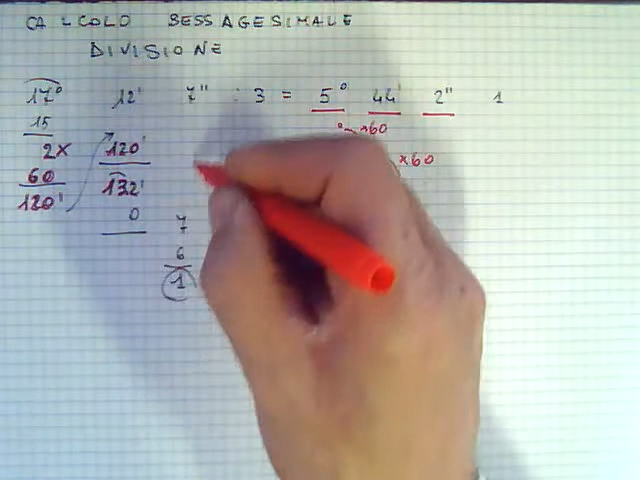 CALCOLO SESSAGESIMALE
DIVISIONE
17° 12' 7" : 3 = 5° 44' 2" 1
15
2 x
60
120'
120'
132'
0
7
6
1
° x60
x60